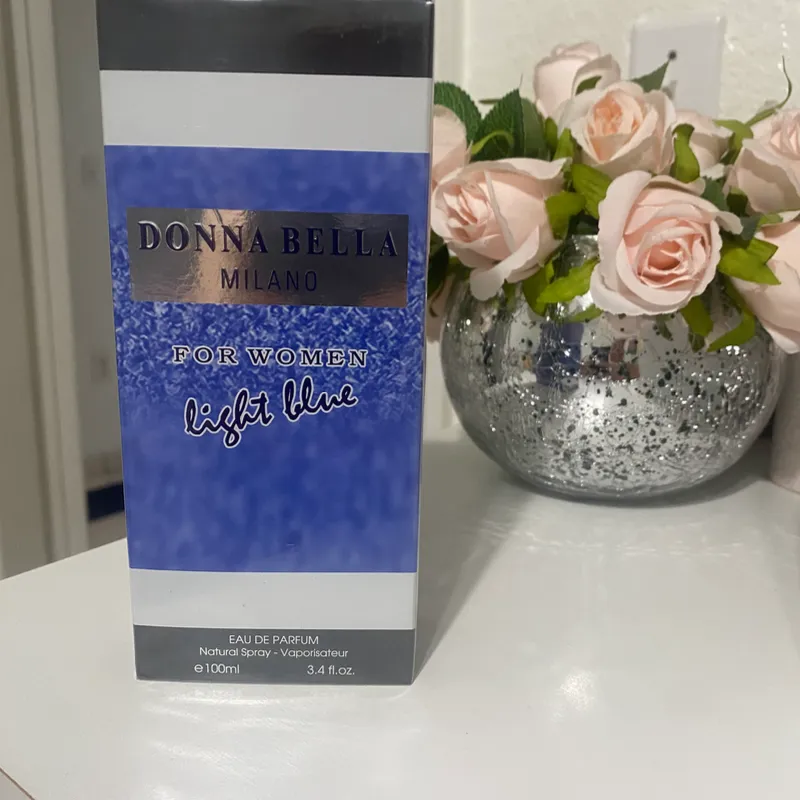 DONNA BELLA
MILANO
FOR WOMEN
light blue
EAU DE PARFUM
Natural Spray - Vaporisateur
e100ml 3.4 fl.oz.